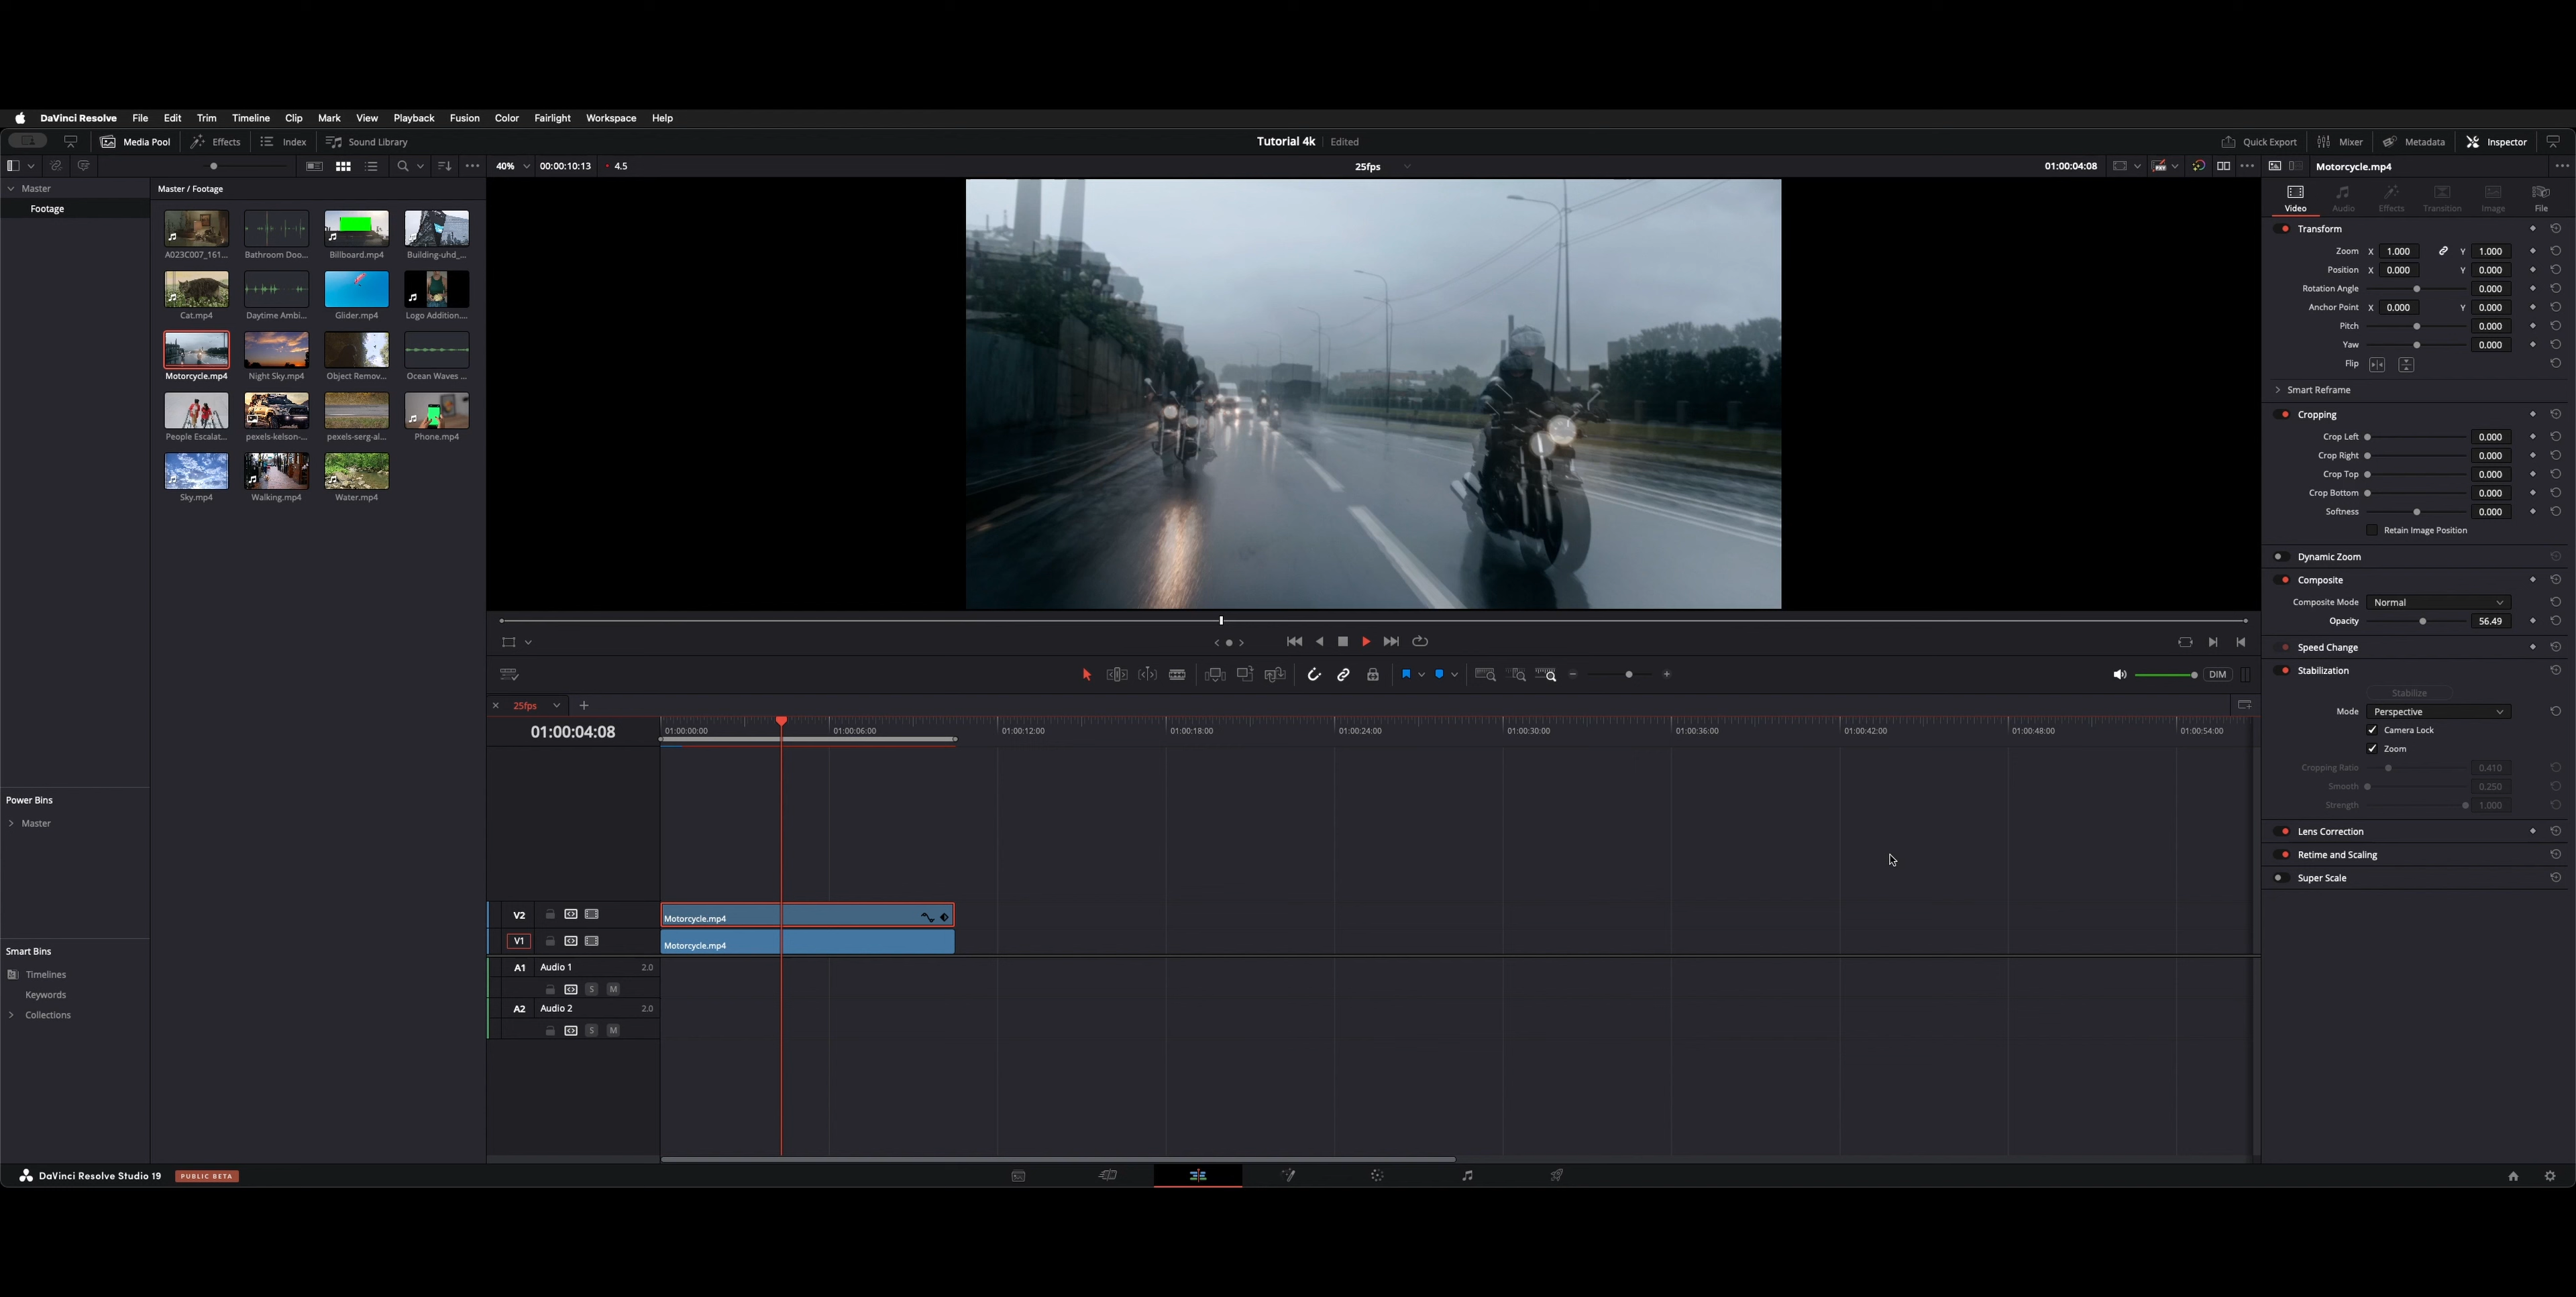 DaVinci Resolve File Edit Trim Timeline Clip Mark View Playback Fusion Color Fairlight Workspace Help
Media Pool Effects Index Sound Library Tutorial 4k Edited Quick Export Mixer Metadata Inspector
40% 00:00:10:13 4.5 25fps 01:00:04:08 Motorcycle.mp4
Master
Footage
Master / Footage
A023C007_161... Bathroom Doo... Billboard.mp4 Building-uhd_...
Cat.mp4 Daytime Ambi... Glider.mp4 Logo Addition....
Motorcycle.mp4 Night Sky.mp4 Object Remov... Ocean Waves ...
People Escalat... pexels-kelson-... pexels-serg-al... Phone.mp4
Sky.mp4 Walking.mp4 Water.mp4
Power Bins
Master
Smart Bins
Timelines
Keywords
Collections
Video Audio Effects Transition Image File
Transform
Zoom X 1.000 Y 1.000
Position X 0.000 Y 0.000
Rotation Angle 0.000
Anchor Point X 0.000 Y 0.000
Pitch 0.000
Yaw 0.000
Flip
Smart Reframe
Cropping
Crop Left 0.000
Crop Right 0.000
Crop Top 0.000
Crop Bottom 0.000
Softness 0.000
Retain Image Position
Dynamic Zoom
Composite
Composite Mode Normal
Opacity 56.49
Speed Change
Stabilization
Stabilize
Mode Perspective
Camera Lock
Zoom
Cropping Ratio 0.410
Smooth 0.250
Strength 1.000
Lens Correction
Retime and Scaling
Super Scale
DIM
25fps
01:00:04:08 01:00:00:00 01:00:06:00 01:00:12:00 01:00:18:00 01:00:24:00 01:00:30:00 01:00:36:00 01:00:42:00 01:00:48:00 01:00:54:00
V2 Motorcycle.mp4
V1 Motorcycle.mp4
A1 Audio 1 2.0
S M
A2 Audio 2 2.0
S M
DaVinci Resolve Studio 19 PUBLIC BETA